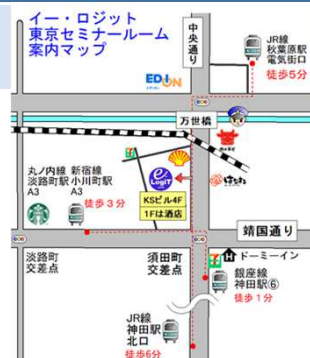 イー・ロジット
東京セミナールーム
案内マップ
中央通り
JR線
秋葉原駅
電気街口
徒歩5分
EDION
万世橋
丸ノ内線
淡路町駅
A3
新宿線
小川町駅
A3
徒歩3分
e
LogiT
KSビル4F
1Fは酒店
靖国通り
淡路町
交差点
須田町
交差点
ドーミーイン
銀座線
神田駅⑥
徒歩1分
JR線
神田駅
北口
徒歩6分